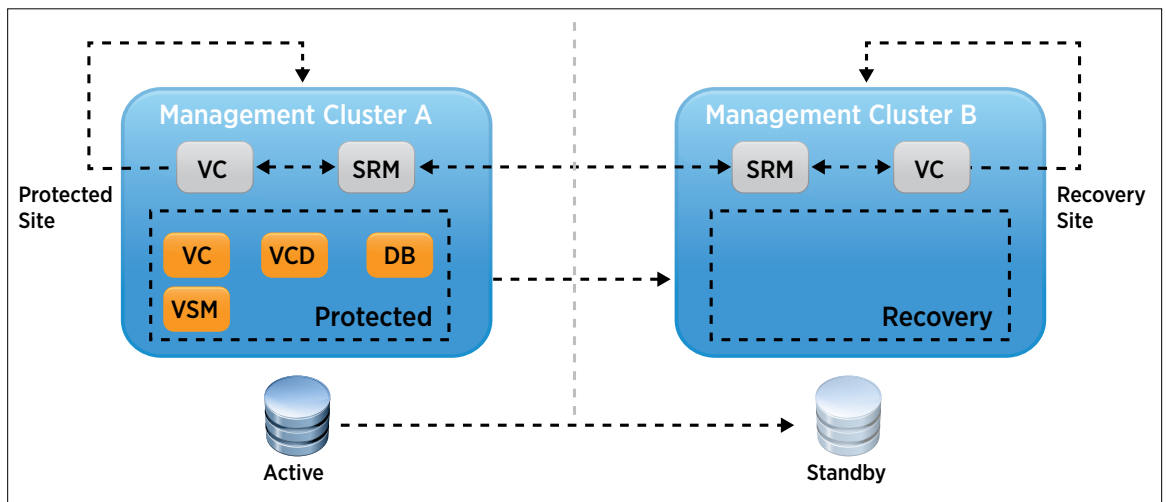 Management Cluster A
VC
SRM
Protected
Site
VC
VCD
DB
VSM
Protected
Active
Management Cluster B
SRM
VC
Recovery
Site
Recovery
Standby